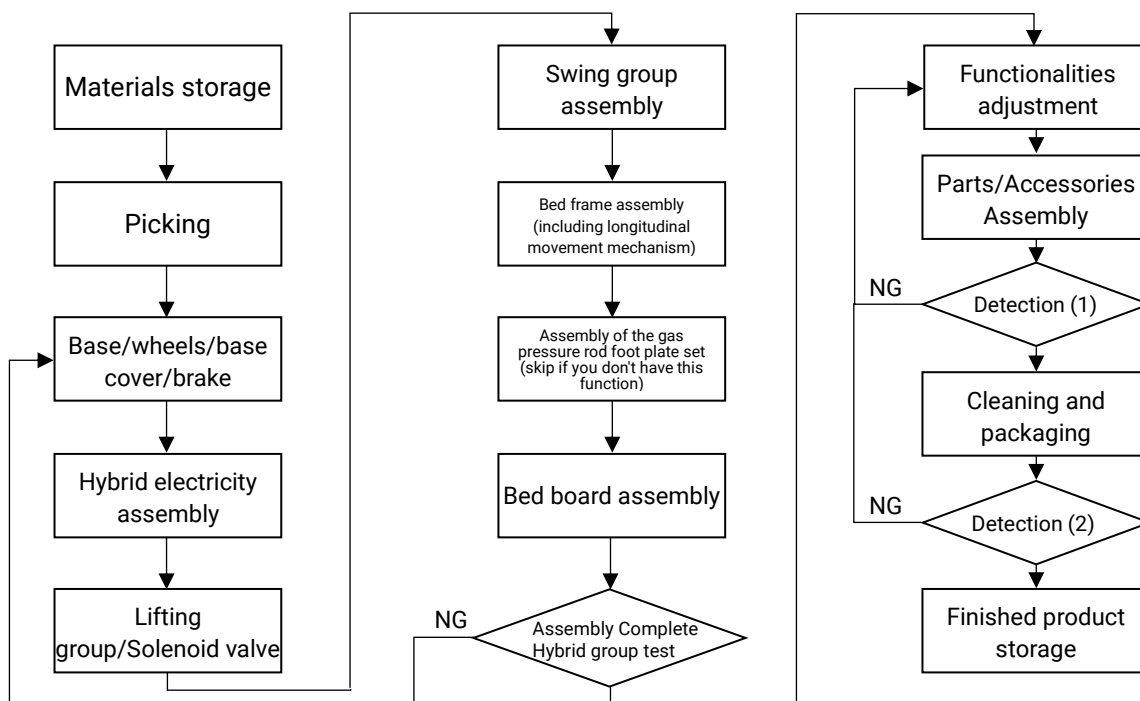 Materials storage
Picking
Base/wheels/base
cover/brake
Hybrid electricity
assembly
Lifting
group/Solenoid valve
Swing group
assembly
Bed frame assembly
(including longitudinal
movement mechanism)
Assembly of the gas
pressure rod foot plate set
(skip if you don't have this
function)
Bed board assembly
NG
Assembly Complete
Hybrid group test
Functionalities
adjustment
Parts/Accessories
Assembly
NG
Detection (1)
Cleaning and
packaging
NG
Detection (2)
Finished product
storage